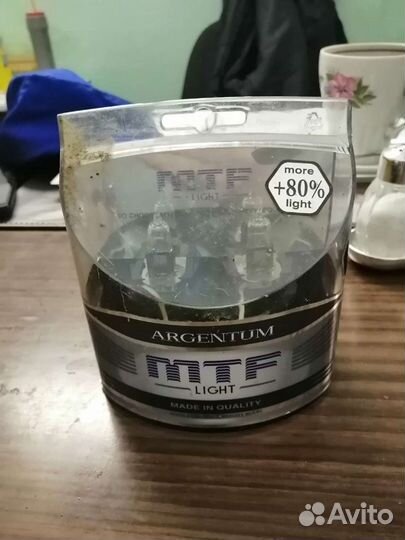 MTF
LIGHT
more
+80%
light
ARGENTUM
MTF
LIGHT
MADE IN QUALITY
Avito